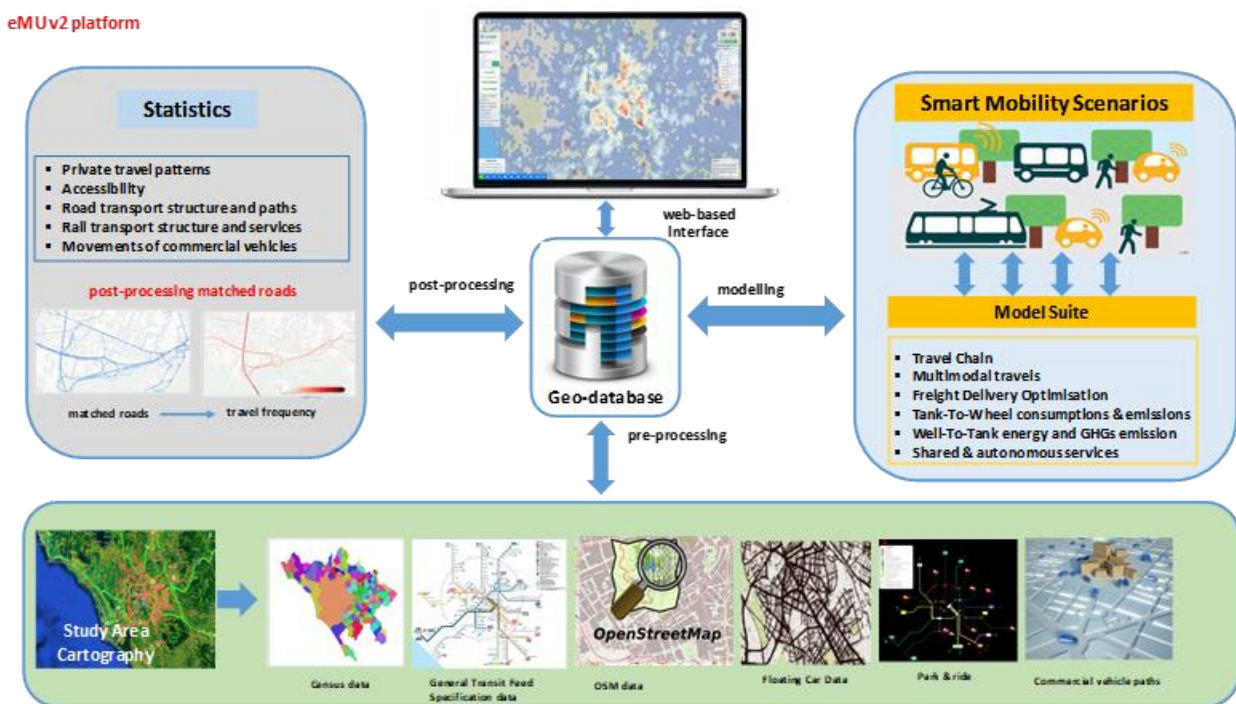 eMUv2 platform
Statistics
Private travel patterns
Accessibility
Road transport structure and paths
Rail transport structure and services
Movements of commercial vehicles
post-processing matched roads
matched roads
travel frequency
web-based
interface
post-processing
modelling
Geo-database
pre-processing
Smart Mobility Scenarios
Model Suite
Travel Chain
Multimodal travels
Freight Delivery Optimisation
Tank-To-Wheel consumptions & emissions
Well-To-Tank energy and GHGs emission
Shared & autonomous services
Study Area
Cartography
Census data
General Transit Feed
Specification data
OpenStreetMap
OSM data
Floating Car Data
Park & ride
Commercial vehicle paths